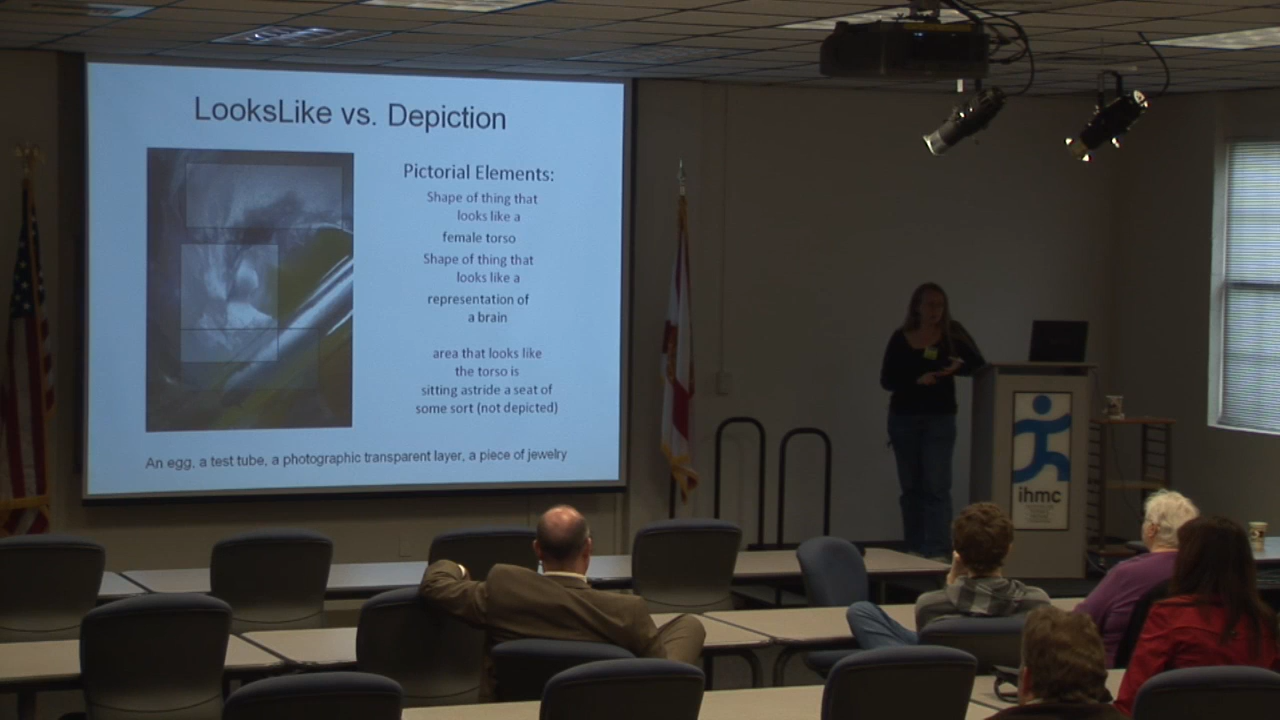 LooksLike vs. Depiction
Pictorial Elements:
Shape of thing that
looks like a
female torso
Shape of thing that
looks like a
representation of
a brain
area that looks like
the torso is
sitting astride a seat of
some sort (not depicted)
An egg, a test tube, a photographic transparent layer, a piece of jewelry
ihmc